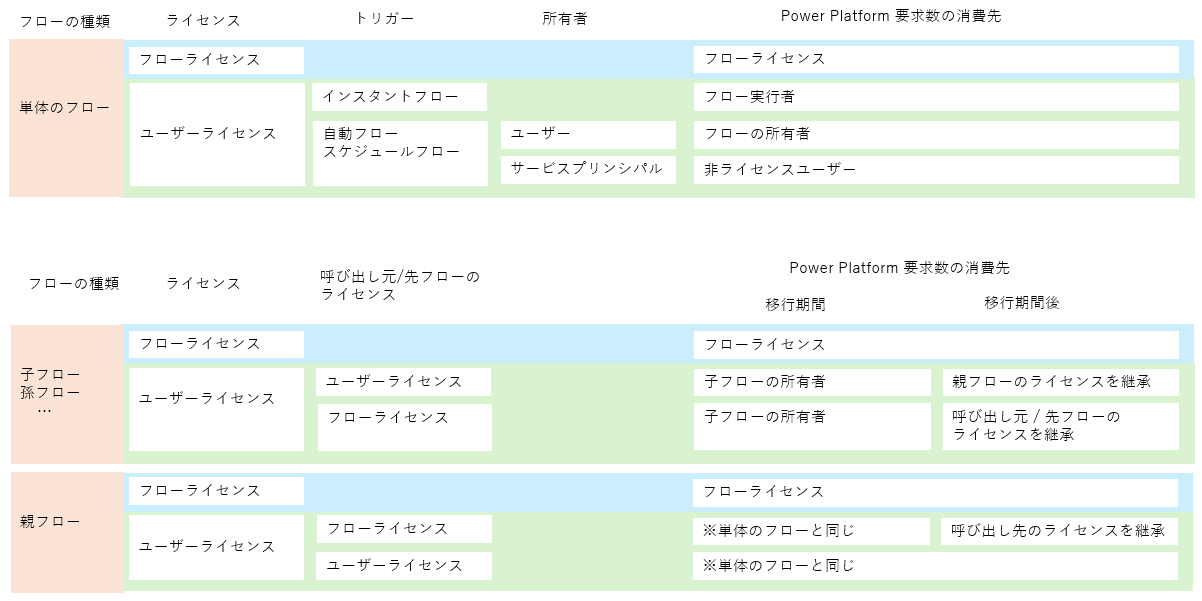 フローの種類
ライセンス
トリガー
所有者
Power Platform 要求数の消費先
単体のフロー
フローライセンス
フローライセンス
ユーザーライセンス
インスタントフロー
フロー実行者
自動フロー
スケジュールフロー
ユーザー
フローの所有者
サービスプリンシパル
非ライセンスユーザー
フローの種類
ライセンス
呼び出し元/先フローの
ライセンス
Power Platform 要求数の消費先
移行期間
移行期間後
子フロー
孫フロー
…
フローライセンス
フローライセンス
ユーザーライセンス
ユーザーライセンス
子フローの所有者
親フローのライセンスを継承
フローライセンス
子フローの所有者
呼び出し元 / 先フローの
ライセンスを継承
親フロー
フローライセンス
フローライセンス
ユーザーライセンス
フローライセンス
※単体のフローと同じ
呼び出し先のライセンスを継承
ユーザーライセンス
※単体のフローと同じ